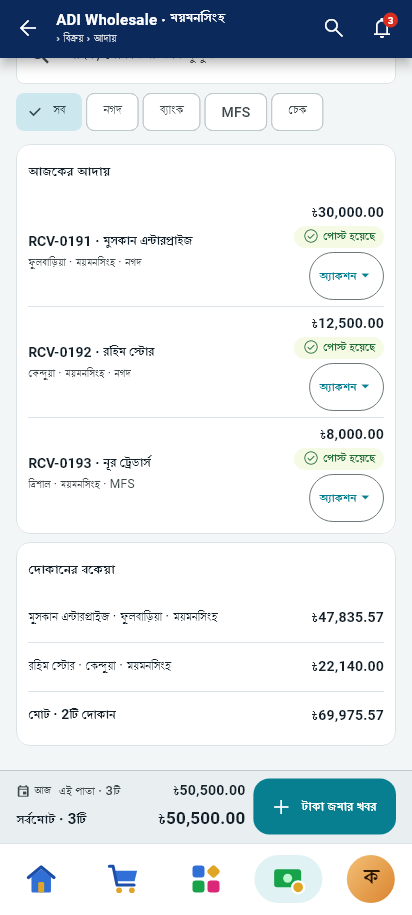 ADI Wholesale · ময়মনসিংহ
› বিক্রয় › আদায়
3
সব
নগদ
ব্যাংক
MFS
চেক
আজকের আদায়
৳30,000.00
RCV-0191 · মুসকান এন্টারপ্রাইজ
পোস্ট হয়েছে
ফুলবাড়িয়া · ময়মনসিংহ · নগদ
অ্যাকশন
৳12,500.00
RCV-0192 · রহিম স্টোর
পোস্ট হয়েছে
কেন্দুয়া · ময়মনসিংহ · নগদ
অ্যাকশন
৳8,000.00
RCV-0193 · নূর ট্রেডার্স
পোস্ট হয়েছে
ত্রিশাল · ময়মনসিংহ · MFS
অ্যাকশন
দোকানের বকেয়া
মুসকান এন্টারপ্রাইজ · ফুলবাড়িয়া · ময়মনসিংহ ৳47,835.57
রহিম স্টোর · কেন্দুয়া · ময়মনসিংহ ৳22,140.00
মোট · 2টি দোকান ৳69,975.57
আজ এই পাতা · 3টি ৳50,500.00
সর্বমোট · 3টি ৳50,500.00
টাকা জমার খবর
ক